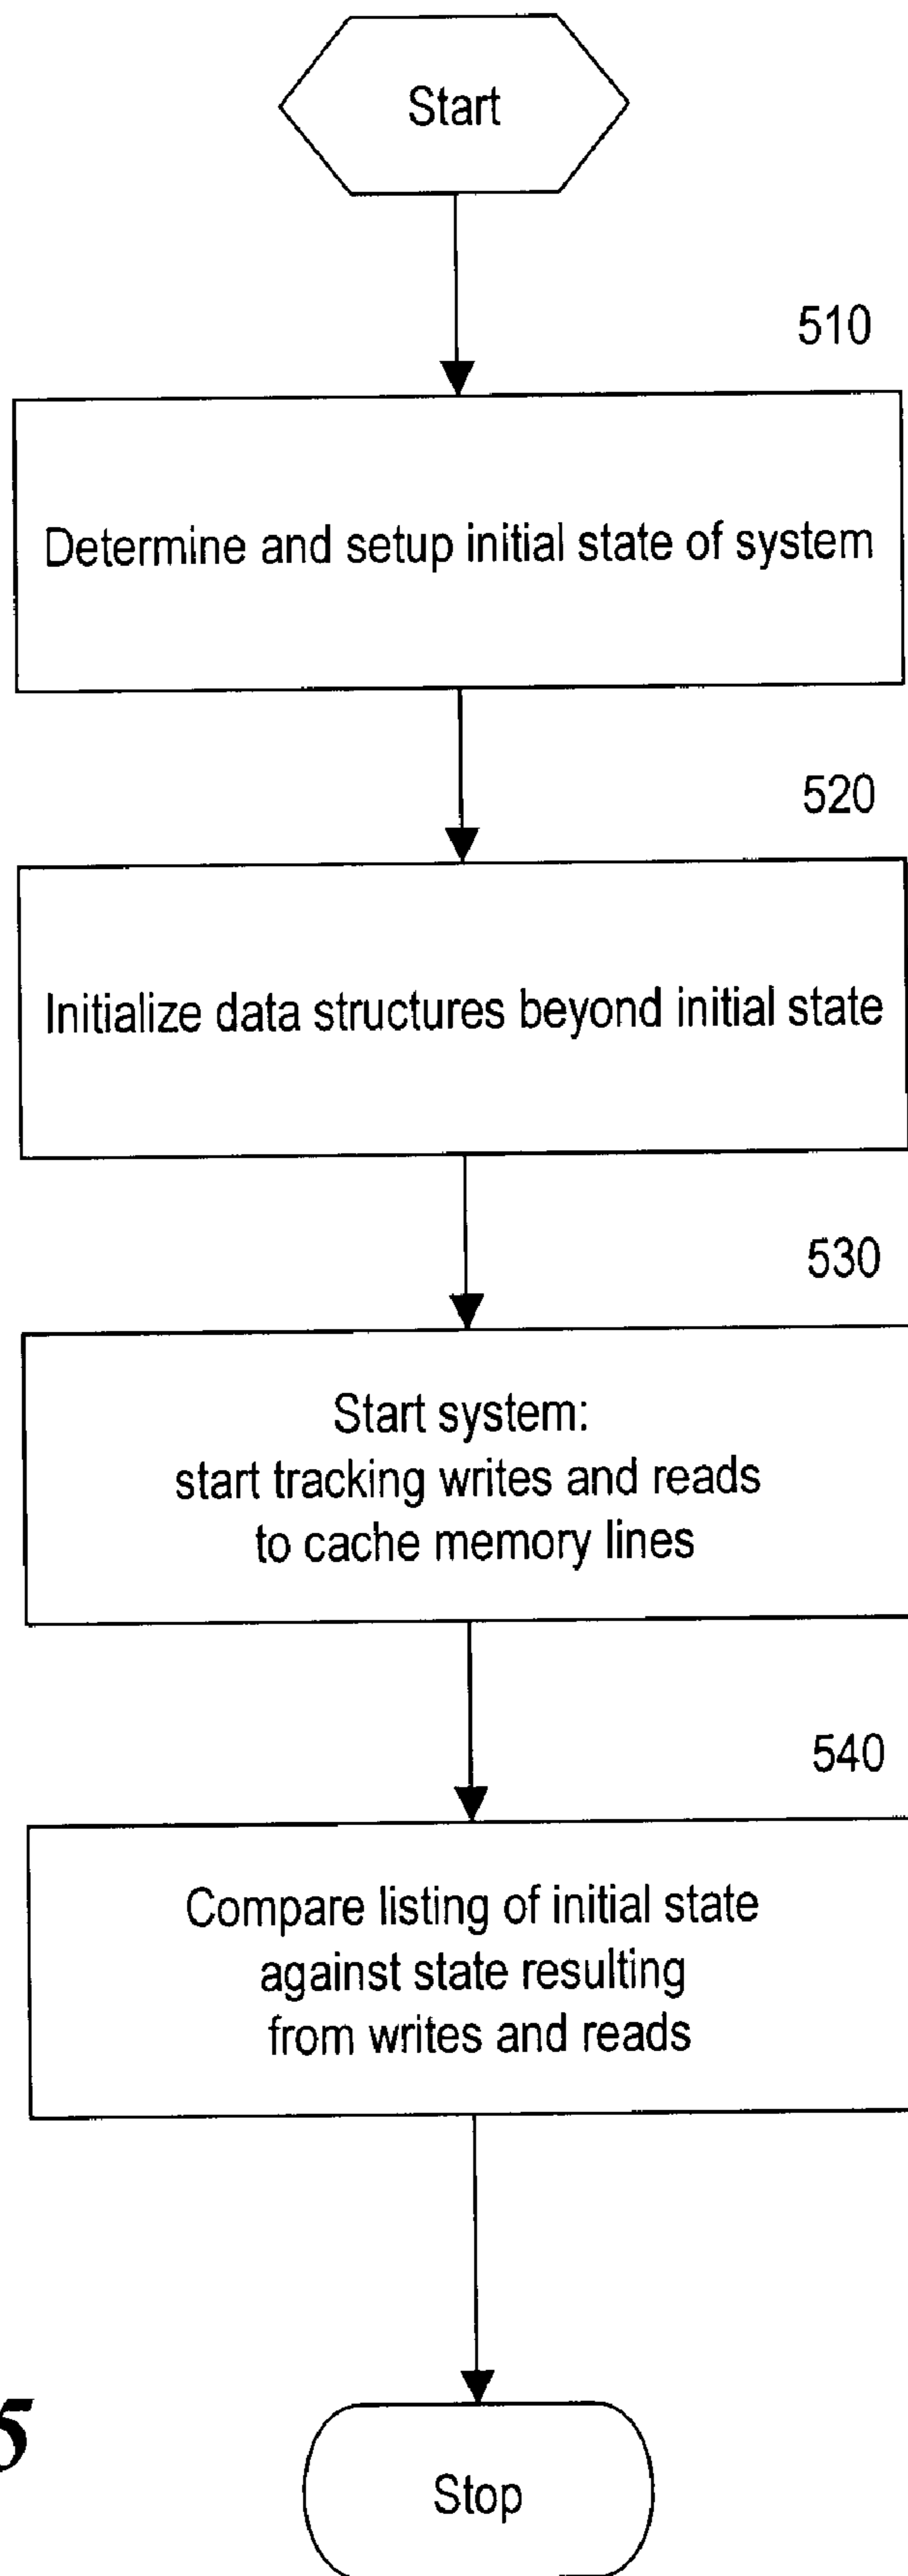 Start
510
Determine and setup initial state of system
520
Initialize data structures beyond initial state
530
Start system:
start tracking writes and reads
to cache memory lines
540
Compare listing of initial state
against state resulting
from writes and reads
5
Stop